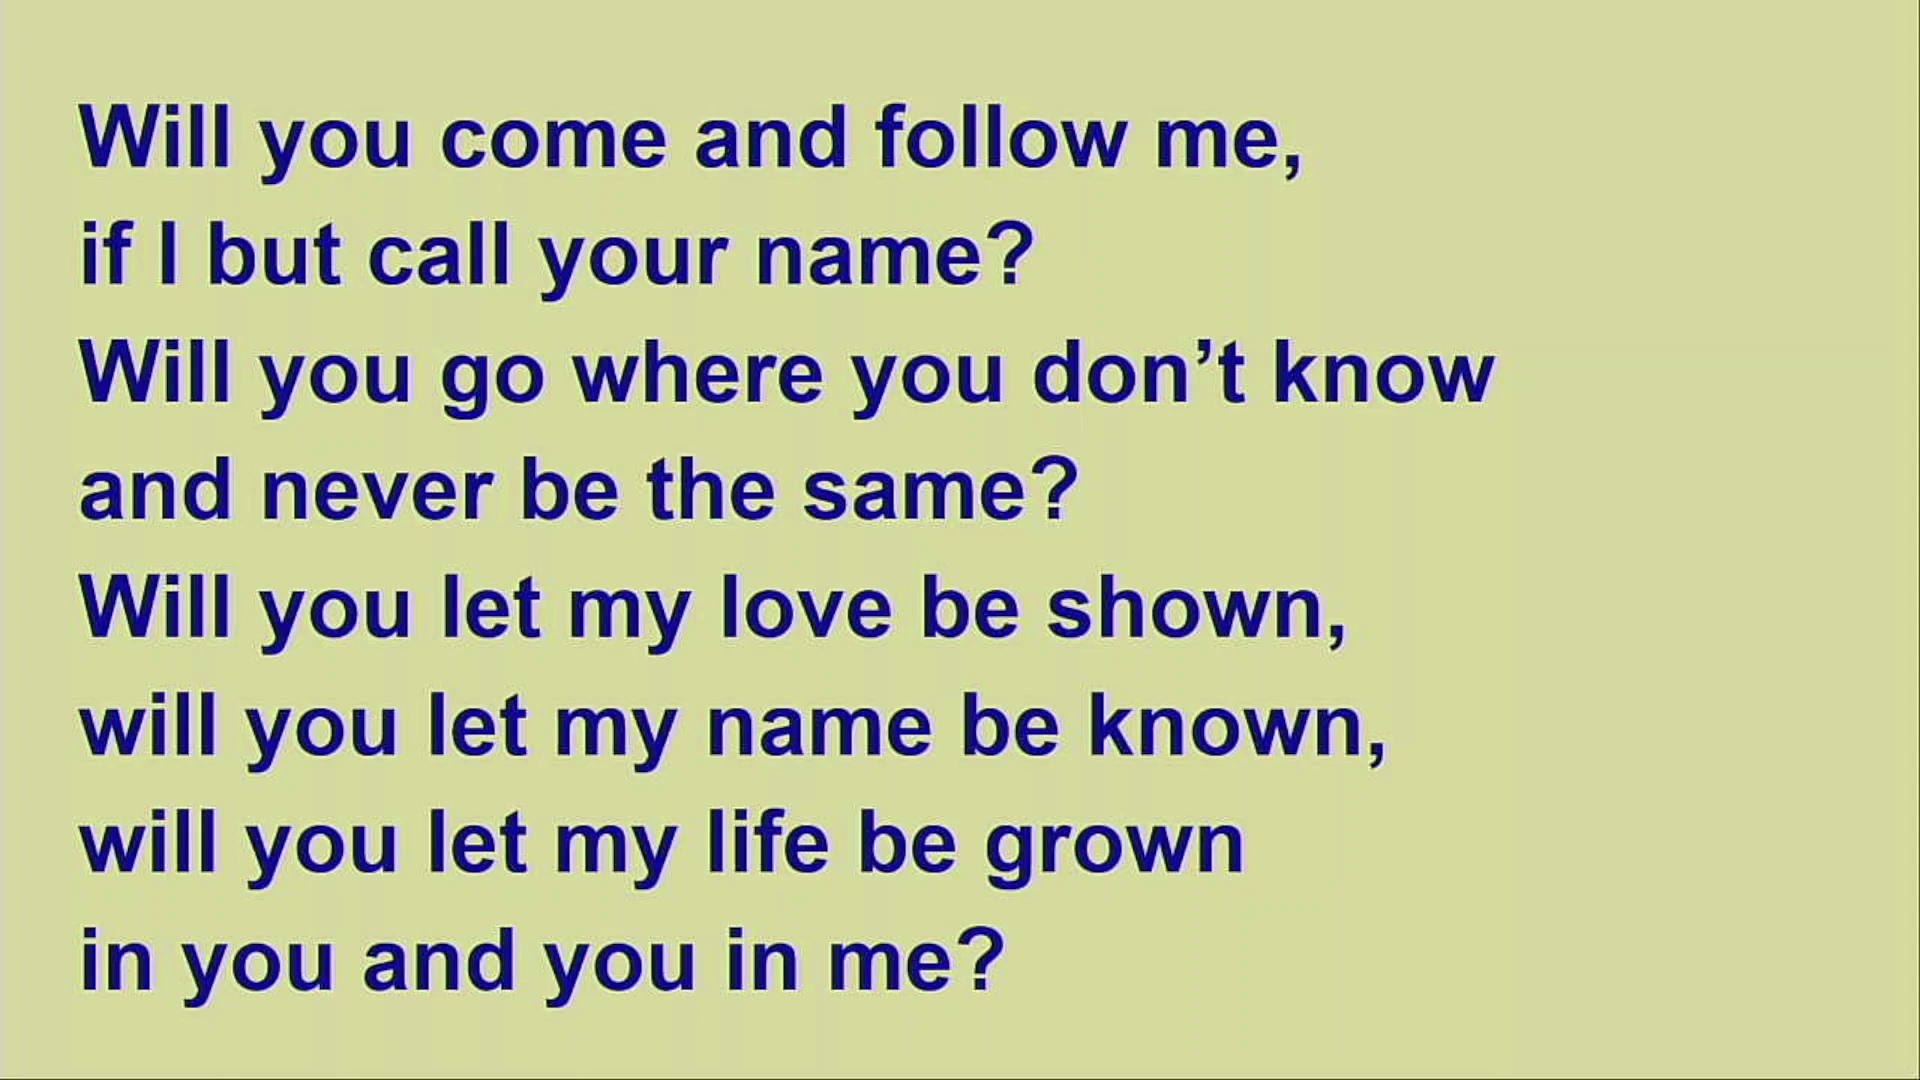 Will you come and follow me,
if I but call your name?
Will you go where you don’t know
and never be the same?
Will you let my love be shown,
will you let my name be known,
will you let my life be grown
in you and you in me?